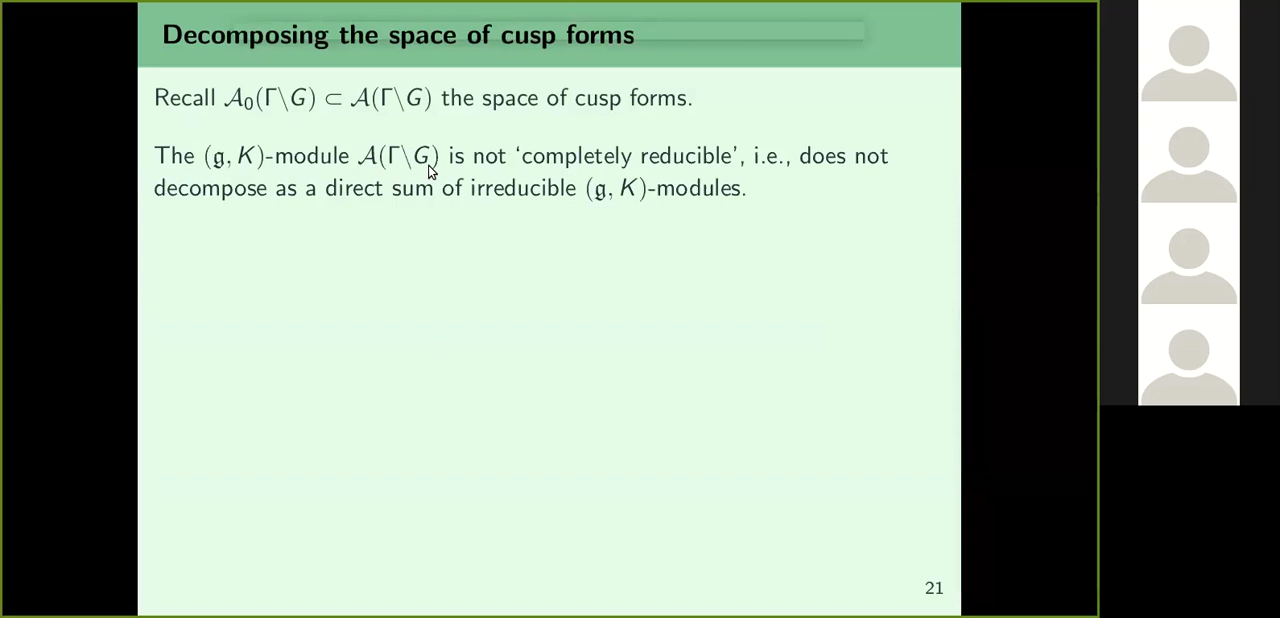 Decomposing the space of cusp forms
Recall 𝒜₀(Γ\G) ⊂ 𝒜(Γ\G) the space of cusp forms.
The (𝔤, K)-module 𝒜(Γ\G) is not ‘completely reducible’, i.e., does not
decompose as a direct sum of irreducible (𝔤, K)-modules.
21